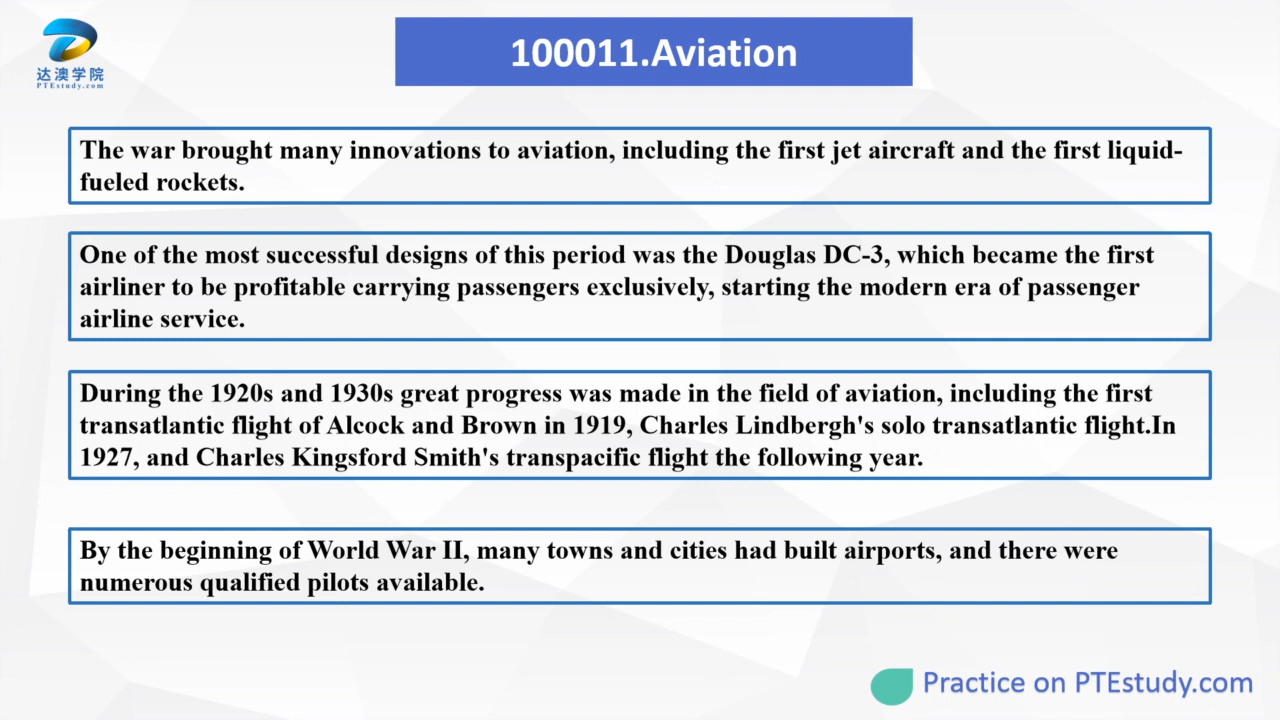 达澳学院
PTEstudy.com
100011.Aviation
The war brought many innovations to aviation, including the first jet aircraft and the first liquid-
fueled rockets.
One of the most successful designs of this period was the Douglas DC-3, which became the first
airliner to be profitable carrying passengers exclusively, starting the modern era of passenger
airline service.
During the 1920s and 1930s great progress was made in the field of aviation, including the first
transatlantic flight of Alcock and Brown in 1919, Charles Lindbergh's solo transatlantic flight.In
1927, and Charles Kingsford Smith's transpacific flight the following year.
By the beginning of World War II, many towns and cities had built airports, and there were
numerous qualified pilots available.
Practice on PTEstudy.com